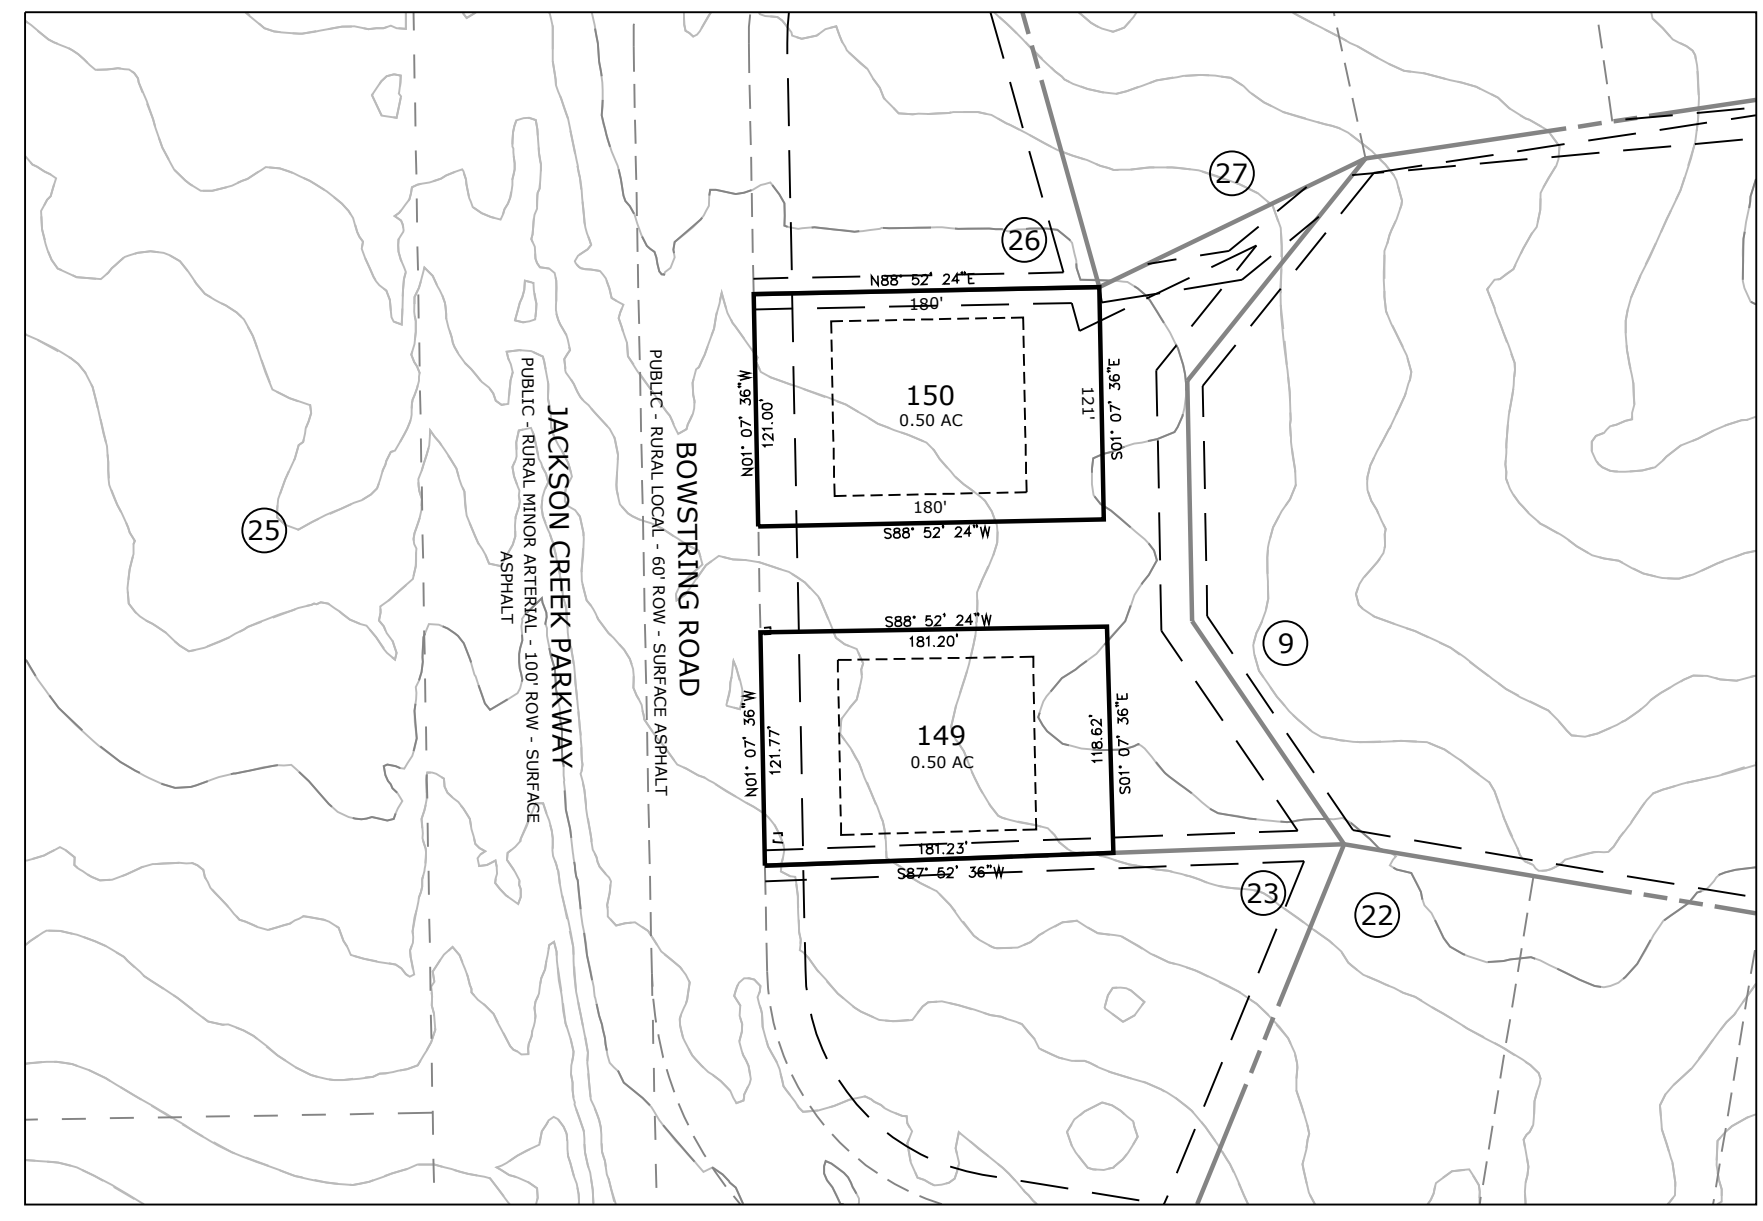 27
26
N88° 52' 24"E
180'
N01° 07' 36"W
121.00'
150
0.50 AC
121'
S01° 07' 36"E
180'
S88° 52' 24"W
25
JACKSON CREEK PARKWAY
PUBLIC - RURAL MINOR ARTERIAL - 100' ROW - SURFACE
ASPHALT
BOWSTRING ROAD
PUBLIC - RURAL LOCAL - 60' ROW - SURFACE ASPHALT
S88° 52' 24"W
181.20'
9
N01° 07' 36"W
121.77'
149
0.50 AC
118.62'
S01° 07' 36"E
181.23'
S87° 52' 36"W
23
22